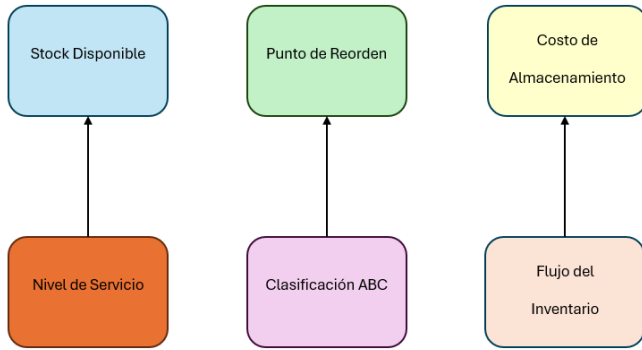 Stock Disponible
Punto de Reorden
Costo de
Almacenamiento
Nivel de Servicio
Clasificación ABC
Flujo del
Inventario